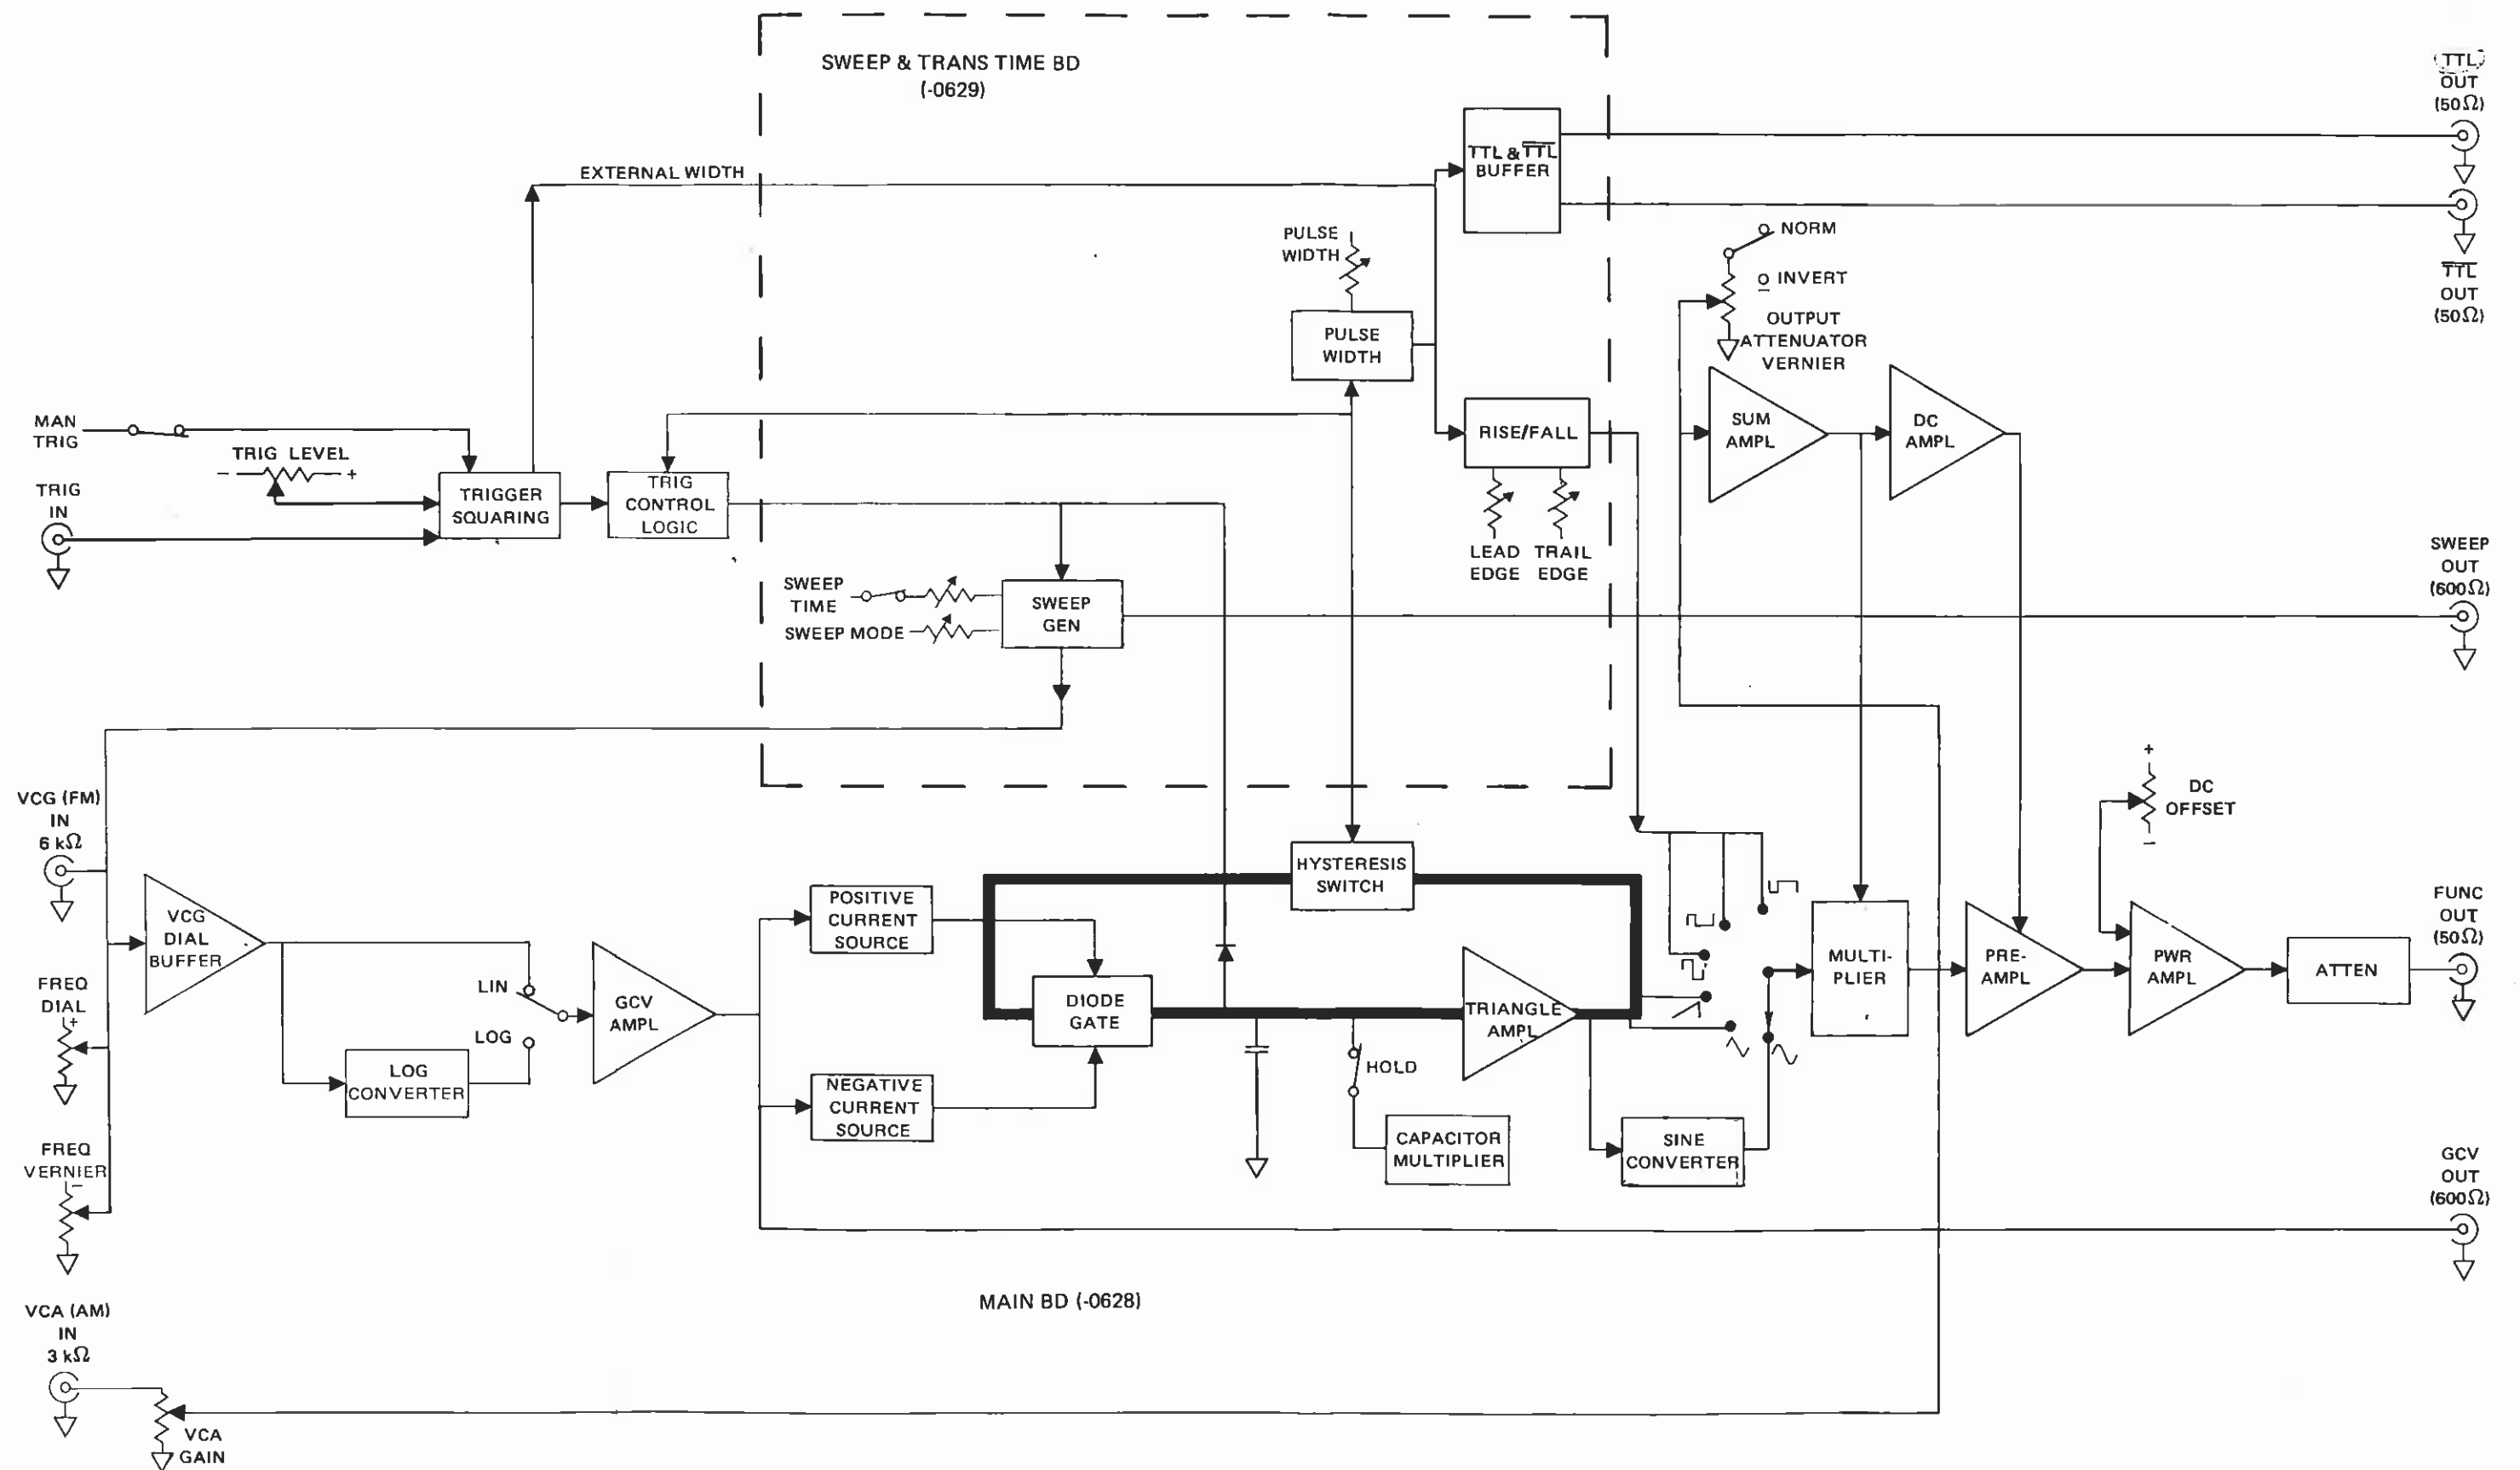 SWEEP & TRANS TIME BD
(-0629)
TTL
OUT
(50Ω)
TTL & T̅T̅L̅
BUFFER
EXTERNAL WIDTH
PULSE
WIDTH
NORM
INVERT
T̅T̅L̅
OUT
(50Ω)
OUTPUT
ATTENUATOR
VERNIER
PULSE
WIDTH
MAN
TRIG
TRIG LEVEL
- +
TRIG
IN
TRIGGER
SQUARING
TRIG
CONTROL
LOGIC
RISE/FALL
SUM
AMPL
DC
AMPL
LEAD
EDGE
TRAIL
EDGE
SWEEP
OUT
(600Ω)
SWEEP
TIME
SWEEP MODE
SWEEP
GEN
VCG (FM)
IN
6 kΩ
+
DC
OFFSET
-
HYSTERESIS
SWITCH
VCG
DIAL
BUFFER
POSITIVE
CURRENT
SOURCE
FUNC
OUT
(50Ω)
FREQ
DIAL
+
LIN
LOG
GCV
AMPL
DIODE
GATE
TRIANGLE
AMPL
MULTI-
PLIER
PRE-
AMPL
PWR
AMPL
ATTEN
LOG
CONVERTER
HOLD
NEGATIVE
CURRENT
SOURCE
CAPACITOR
MULTIPLIER
SINE
CONVERTER
FREQ
VERNIER
-
GCV
OUT
(600Ω)
MAIN BD (-0628)
VCA (AM)
IN
3 kΩ
VCA
GAIN